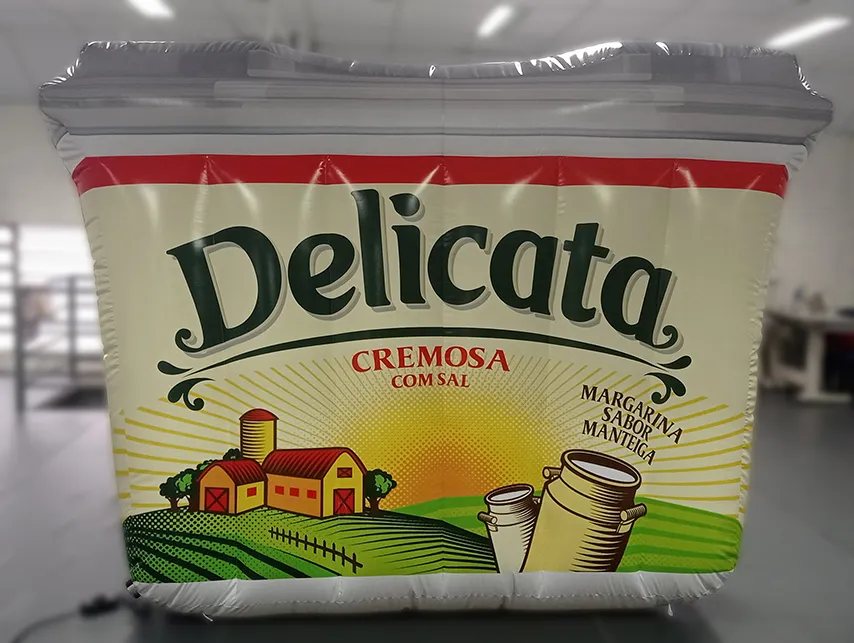 Delicata
CREMOSA
COM SAL
MARGARINA
SABOR
MANTEIGA